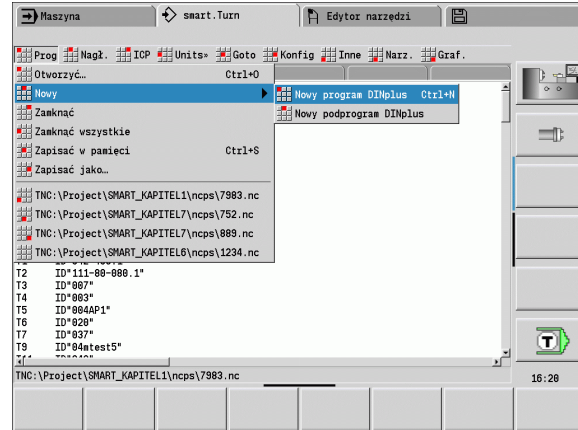 Maszyna
smart.Turn
Edytor narzędzi
Prog Nagł. ICP Units» Goto Konfig Inne Narz. Graf.
Otworzyć… Ctrl+O
Nowy
Nowy program DINplus Ctrl+N
Nowy podprogram DINplus
Zamknąć
Zamknąć wszystkie
Zapisać w pamięci Ctrl+S
Zapisać jako…
TNC:\Project\SMART_KAPITEL1\ncps\7983.nc
TNC:\Project\SMART_KAPITEL7\ncps\752.nc
TNC:\Project\SMART_KAPITEL7\ncps\889.nc
TNC:\Project\SMART_KAPITEL6\ncps\1234.nc
T2 ID"111-80-080.1"
T3 ID"007"
T4 ID"003"
T5 ID"004AP1"
T6 ID"020"
T7 ID"037"
T9 ID"04mtest5"
TNC:\Project\SMART_KAPITEL1\ncps\7983.nc
T
16:20